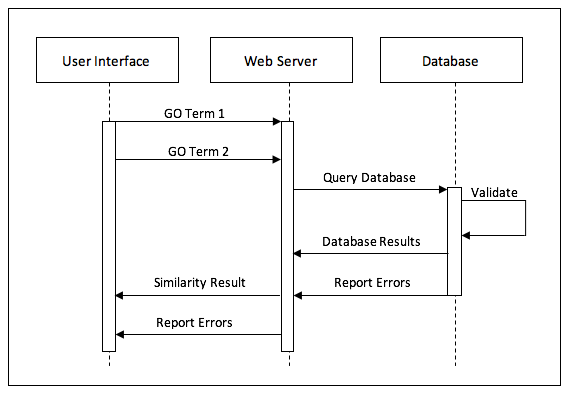 User Interface
Web Server
Database
GO Term 1
GO Term 2
Query Database
Validate
Database Results
Similarity Result
Report Errors
Report Errors